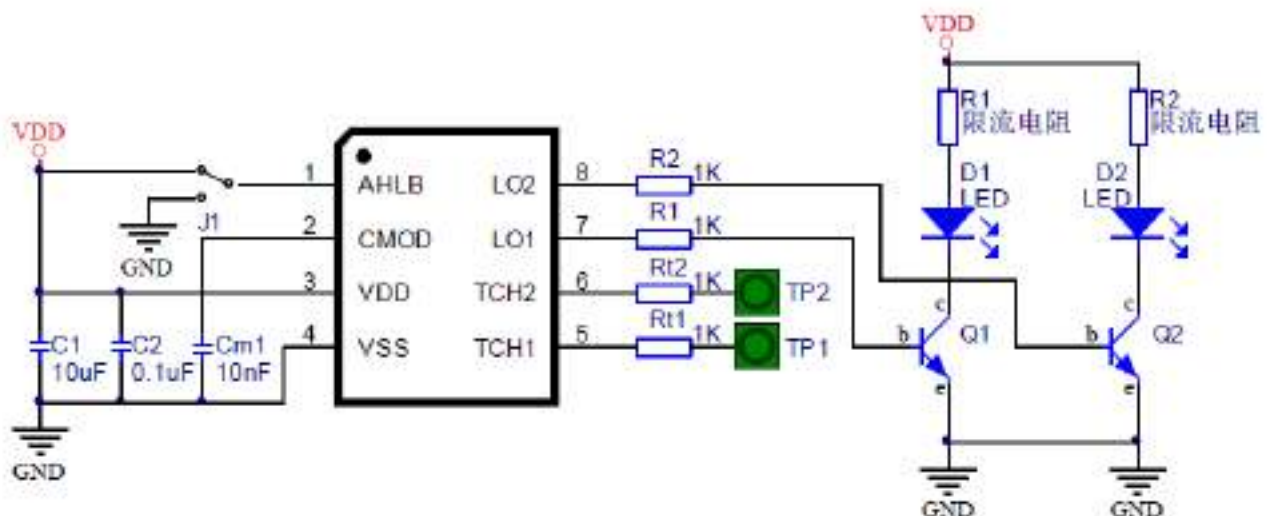 VDD
VDD
R1
限流电阻
R2
限流电阻
D1
LED
D2
LED
J1
GND
1
2
3
4
AHLB
CMOD
VDD
VSS
LO2
LO1
TCH2
TCH1
8
7
6
5
R2
1K
R1
1K
Rt2
1K
Rt1
1K
TP2
TP1
C1
10uF
C2
0.1uF
Cm1
10nF
GND
c
b
Q1
e
c
b
Q2
e
GND
GND